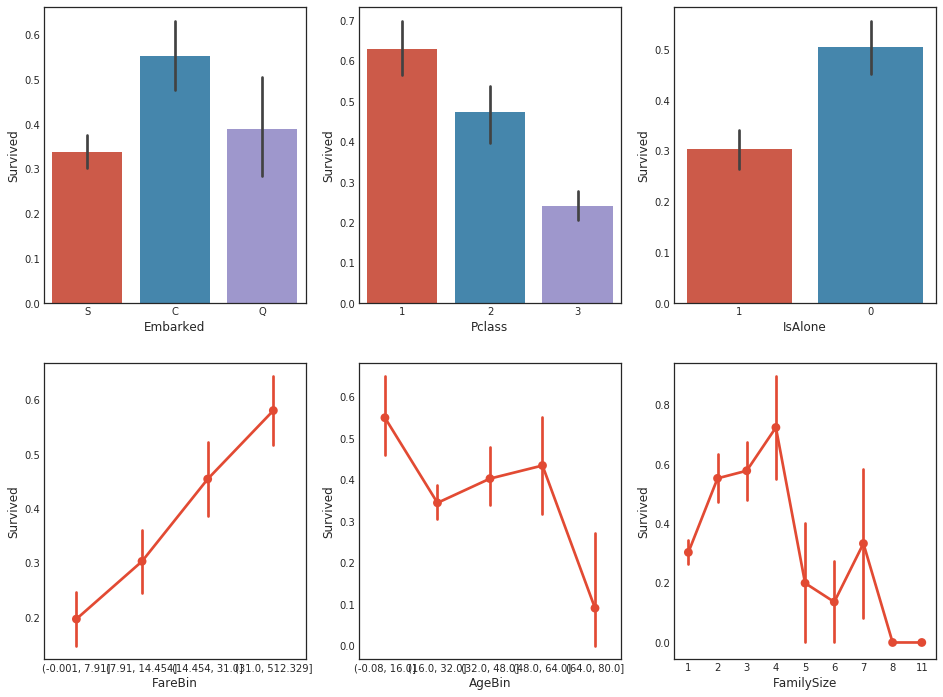 Survived
0.6
0.5
0.4
0.3
0.2
0.1
0.0
S C Q
Embarked
Survived
0.7
0.6
0.5
0.4
0.3
0.2
0.1
0.0
1 2 3
Pclass
Survived
0.5
0.4
0.3
0.2
0.1
0.0
1 0
IsAlone
Survived
0.6
0.5
0.4
0.3
0.2
(-0.001, 7.91] (7.91, 14.454] (14.454, 31.0] (31.0, 512.329]
FareBin
Survived
0.6
0.5
0.4
0.3
0.2
0.1
0.0
(-0.08, 16.0] (16.0, 32.0] (32.0, 48.0] (48.0, 64.0] (64.0, 80.0]
AgeBin
Survived
0.8
0.6
0.4
0.2
0.0
1 2 3 4 5 6 7 8 11
FamilySize